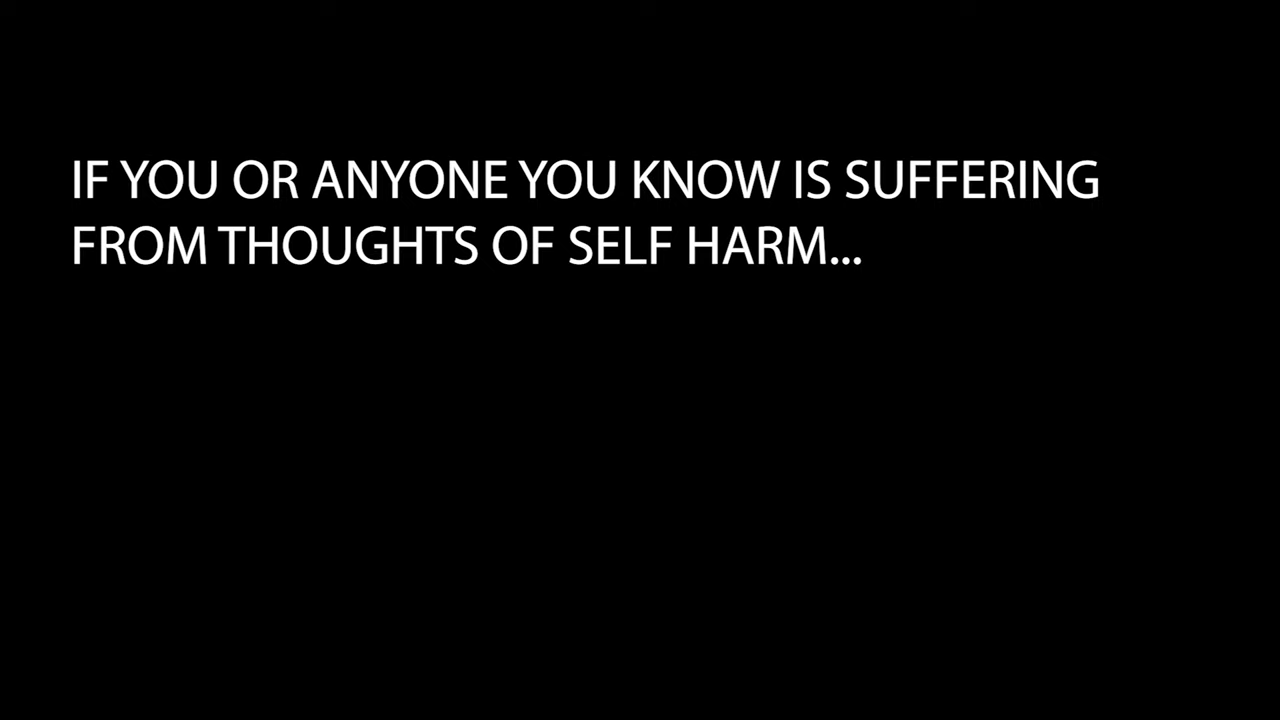 IF YOU OR ANYONE YOU KNOW IS SUFFERING
FROM THOUGHTS OF SELF HARM...